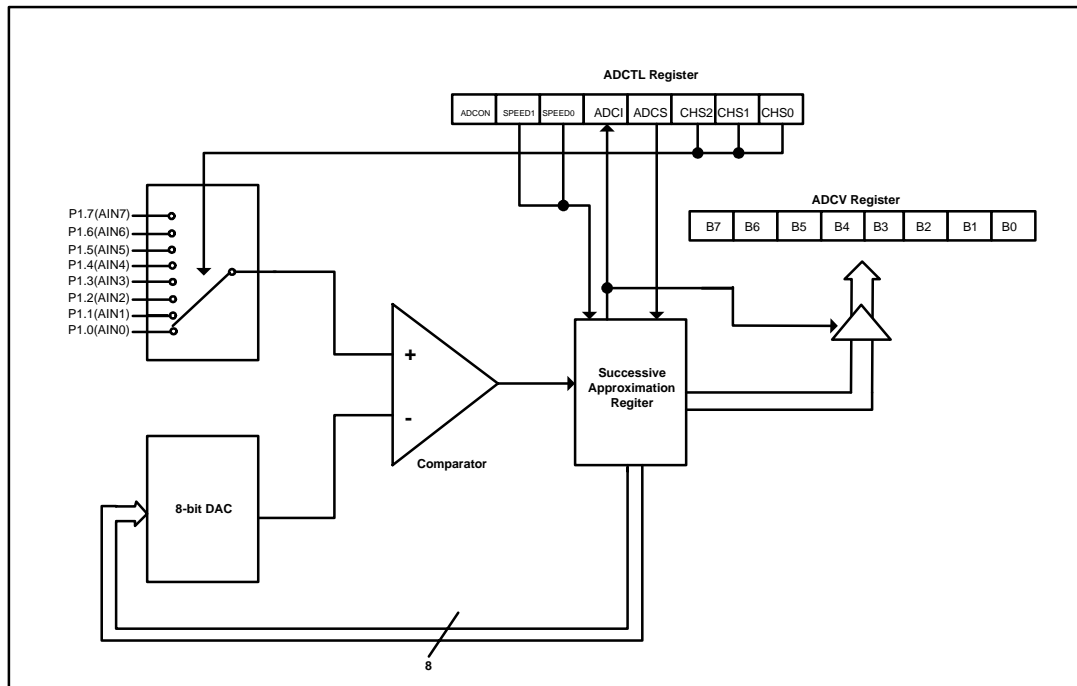 ADCTL Register
ADCON SPEED1 SPEED0 ADCI ADCS CHS2 CHS1 CHS0
ADCV Register
B7 B6 B5 B4 B3 B2 B1 B0
P1.7(AIN7)
P1.6(AIN6)
P1.5(AIN5)
P1.4(AIN4)
P1.3(AIN3)
P1.2(AIN2)
P1.1(AIN1)
P1.0(AIN0)
+
-
Comparator
Successive
Approximation
Regiter
8-bit DAC
8